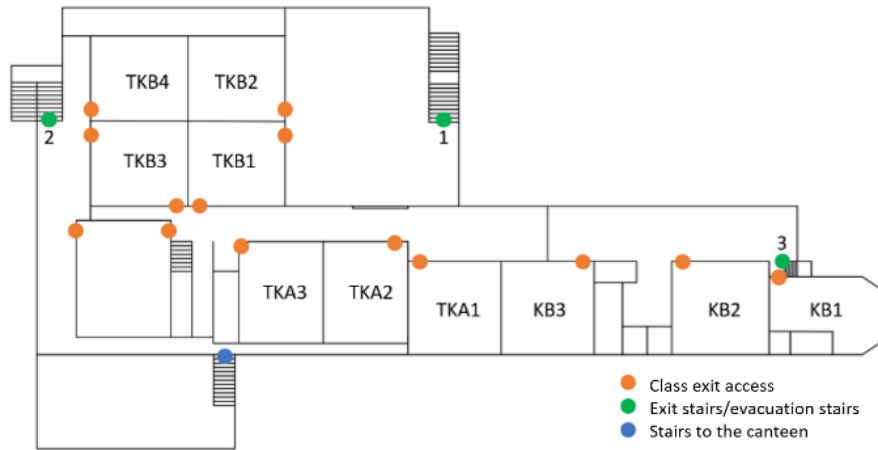 TKB4
TKB2
2
1
TKB3
TKB1
3
TKA3
TKA2
TKA1
KB3
KB2
KB1
Class exit access
Exit stairs/evacuation stairs
Stairs to the canteen